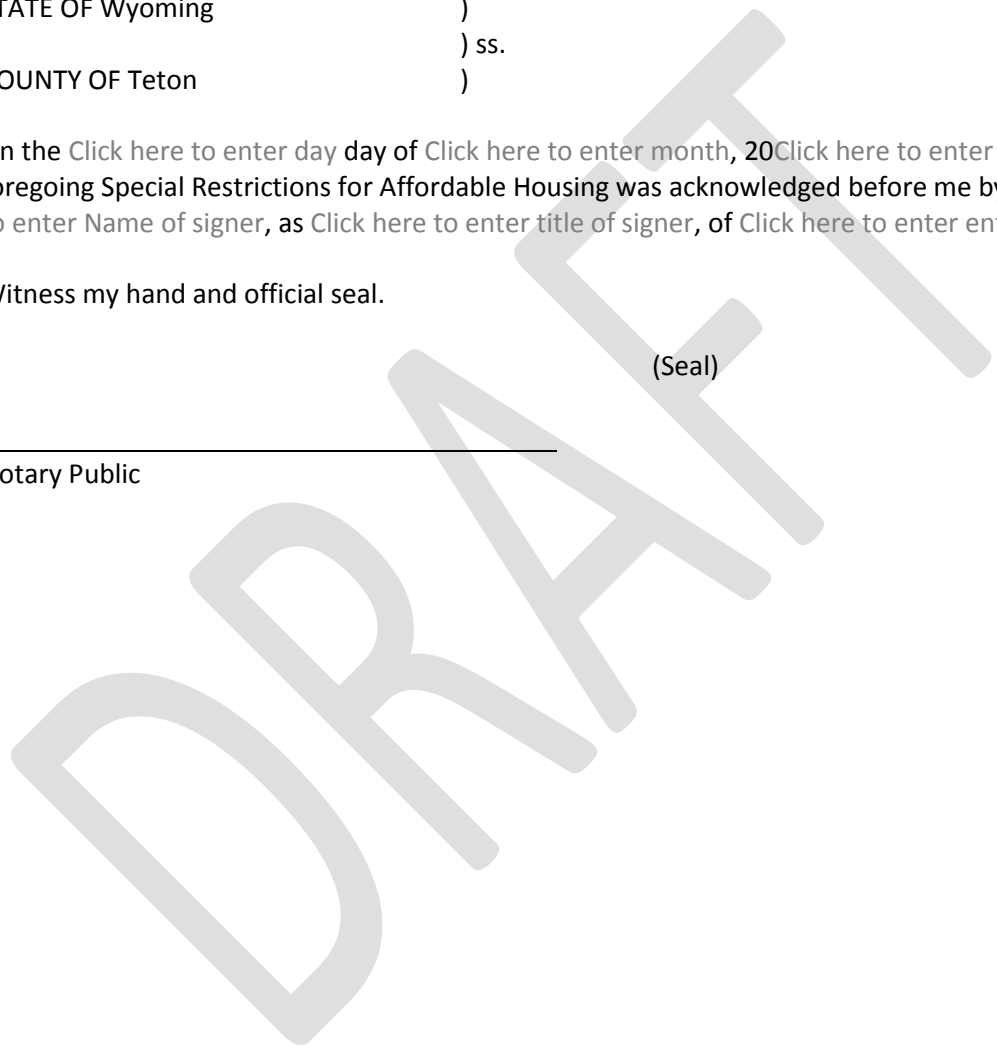 TATE OF Wyoming )
) ss.
OUNTY OF Teton )
n the Click here to enter day day of Click here to enter month, 20Click here to enter
oregoing Special Restrictions for Affordable Housing was acknowledged before me by
o enter Name of signer, as Click here to enter title of signer, of Click here to enter en
Witness my hand and official seal.
(Seal)
otary Public
DRAFT